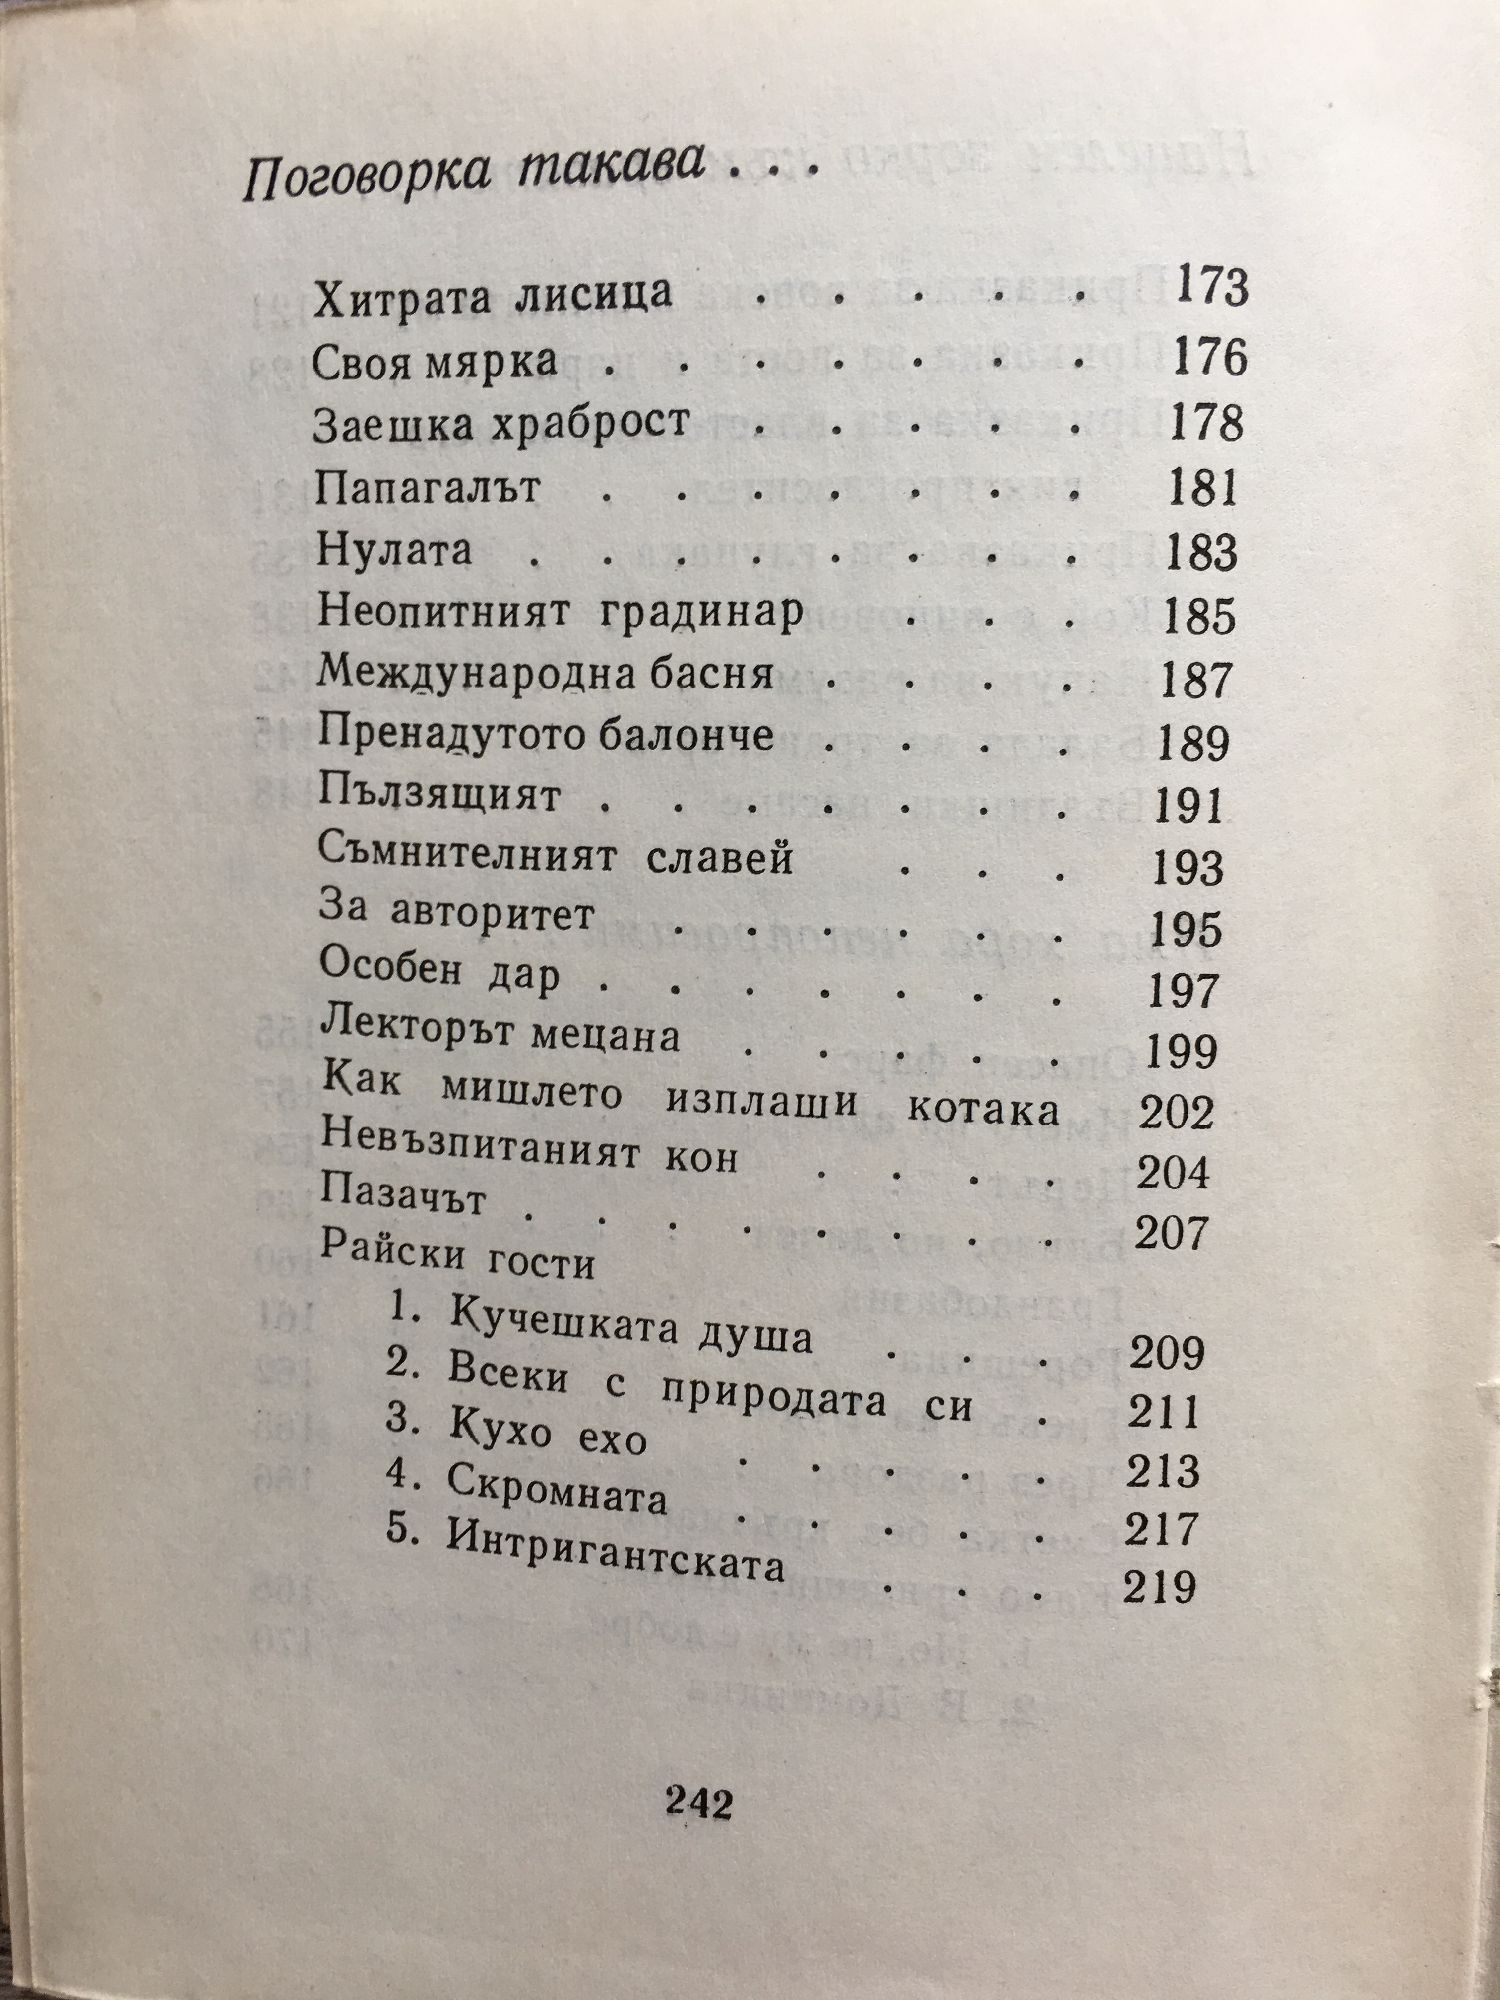 Поговорка такава . . .
Хитрата лисица . . . . . 173
Своя мярка . . . . . . . 176
Заешка храброст . . . . . 178
Папагалът . . . . . . . 181
Нулата . . . . . . . . 183
Неопитният градинар . . . 185
Международна басня . . . . 187
Пренадутото балонче . . . . 189
Пълзящият . . . . . . . 191
Съмнителният славей . . . 193
За авторитет . . . . . . 195
Особен дар . . . . . . . 197
Лекторът мецана . . . . . 199
Как мишлето изплаши котака 202
Невъзпитаният кон . . . . 204
Пазачът . . . . . . . . 207
Райски гости
1. Кучешката душа . . . 209
2. Всеки с природата си . 211
3. Кухо ехо . . . . . 213
4. Скромната . . . . . 217
5. Интригантската . . . 219
242